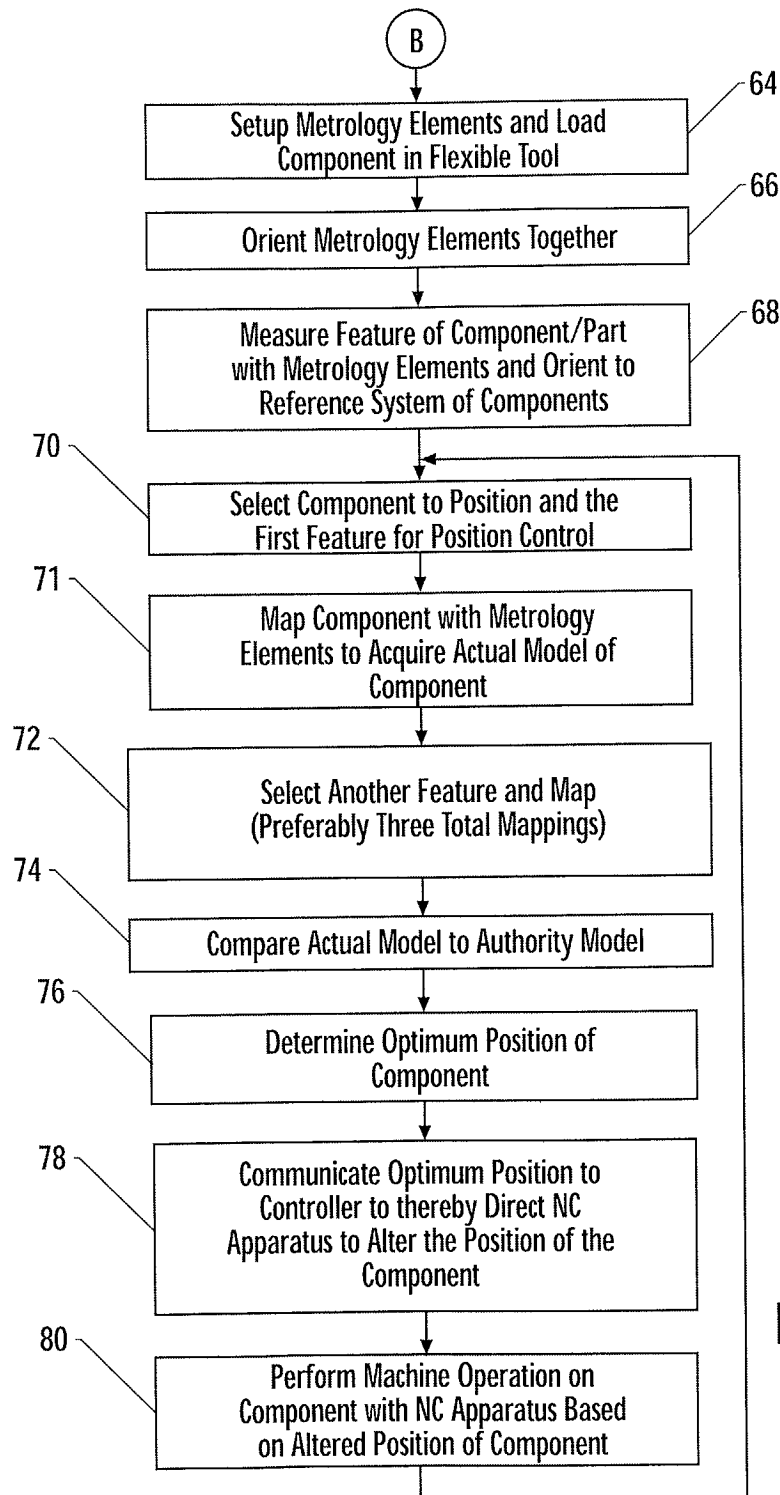 B
64
Setup Metrology Elements and Load
Component in Flexible Tool
66
Orient Metrology Elements Together
68
Measure Feature of Component/Part
with Metrology Elements and Orient to
Reference System of Components
70
Select Component to Position and the
First Feature for Position Control
71
Map Component with Metrology
Elements to Acquire Actual Model of
Component
72
Select Another Feature and Map
(Preferably Three Total Mappings)
74
Compare Actual Model to Authority Model
76
Determine Optimum Position of
Component
78
Communicate Optimum Position to
Controller to thereby Direct NC
Apparatus to Alter the Position of the
Component
80
Perform Machine Operation on
Component with NC Apparatus Based
on Altered Position of Component